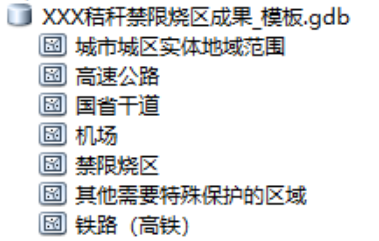 XXX秸秆禁限烧区成果_模板.gdb
城市城区实体地域范围
高速公路
国省干道
机场
禁限烧区
其他需要特殊保护的区域
铁路（高铁）